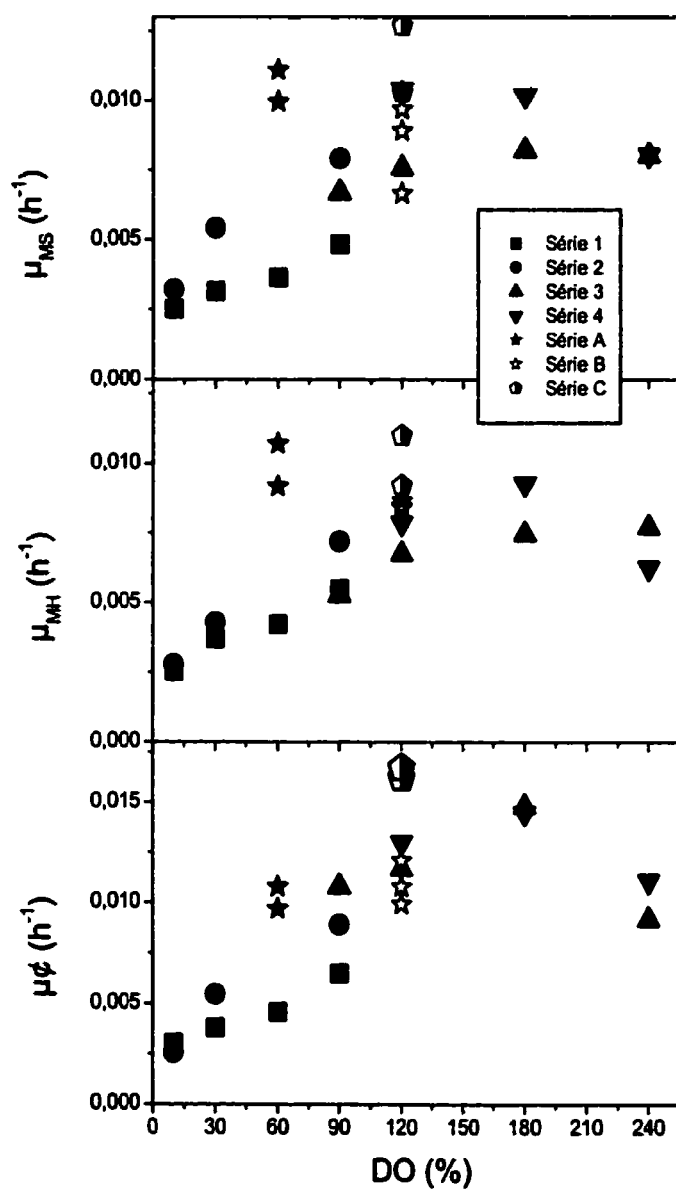 0,010
0,005
0,000
μMS (h-1)
Série 1
Série 2
Série 3
Série 4
Série A
Série B
Série C
0,010
0,005
0,000
μMH (h-1)
0,015
0,010
0,005
0,000
μ¢ (h-1)
0 30 60 90 120 150 180 210 240
DO (%)